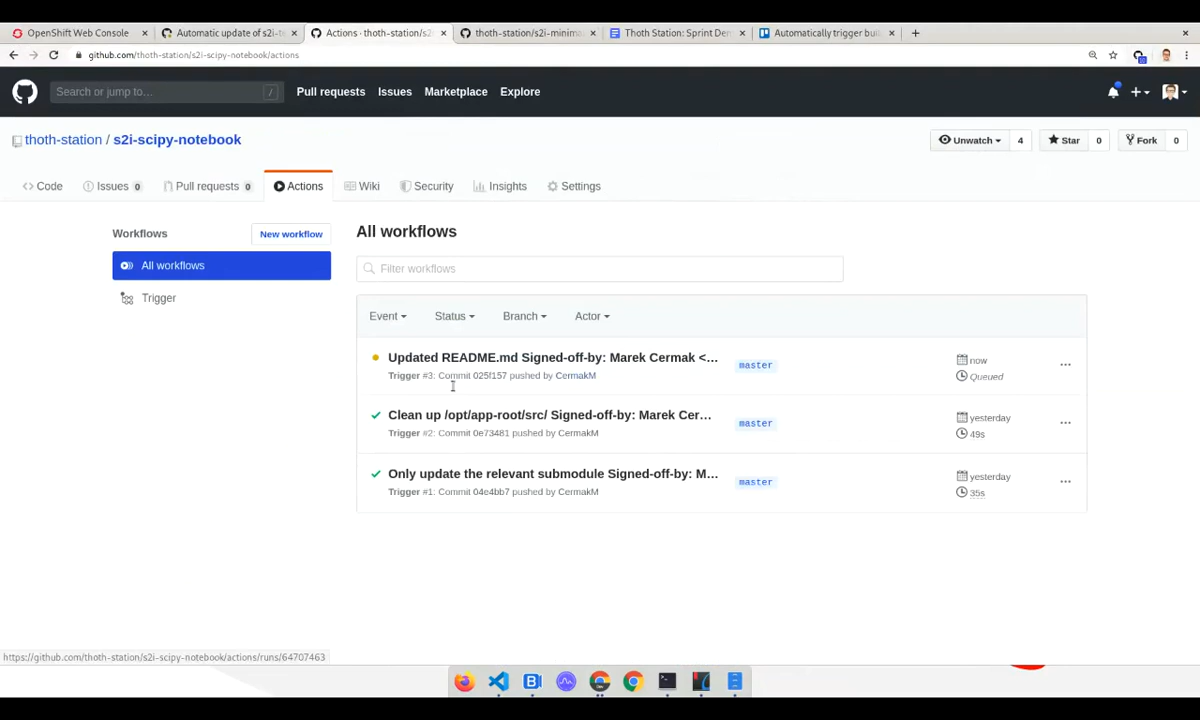 OpenShift Web Console
Automatic update of s2i-t
Actions · thoth-station/s2
thoth-station/s2i-minima
Thoth Station: Sprint Der
Automatically trigger bui
github.com/thoth-station/s2i-scipy-notebook/actions
Search or jump to…
/
Pull requests
Issues
Marketplace
Explore
thoth-station / s2i-scipy-notebook
Unwatch
4
Star
0
Fork
0
Code
Issues 0
Pull requests 0
Actions
Wiki
Security
Insights
Settings
Workflows
New workflow
All workflows
Trigger
All workflows
Filter workflows
Event
Status
Branch
Actor
Updated README.md Signed-off-by: Marek Cermak <…
Trigger #3: Commit 025f157 pushed by CermakM
master
now
Queued
Clean up /opt/app-root/src/ Signed-off-by: Marek Cer…
Trigger #2: Commit 0e73481 pushed by CermakM
master
yesterday
49s
Only update the relevant submodule Signed-off-by: M…
Trigger #1: Commit 04e4bb7 pushed by CermakM
master
yesterday
35s
https://github.com/thoth-station/s2i-scipy-notebook/actions/runs/64707463